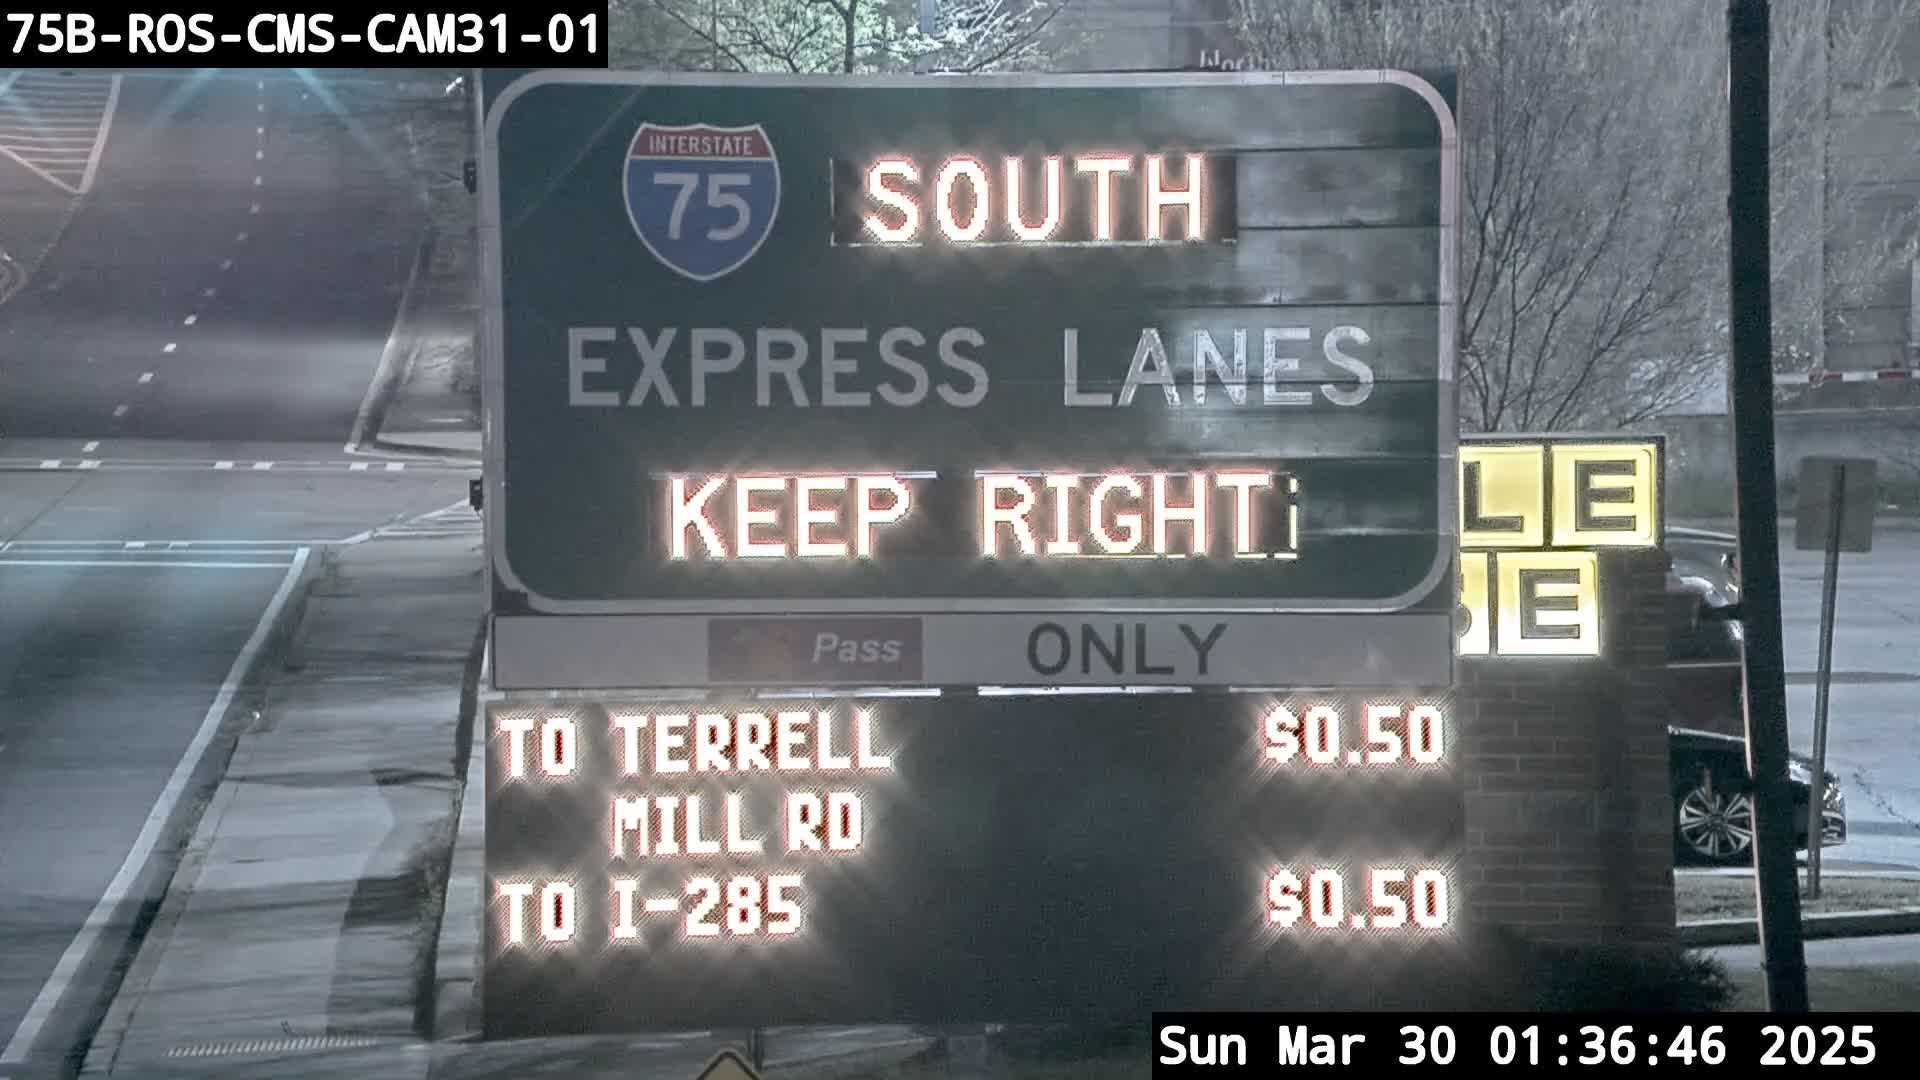 75B-ROS-CMS-CAM31-01
INTERSTATE
75
SOUTH
EXPRESS LANES
KEEP RIGHT
Pass ONLY
TO TERRELL $0.50
MILL RD
TO I-285 $0.50
LE
E
Sun Mar 30 01:36:46 2025